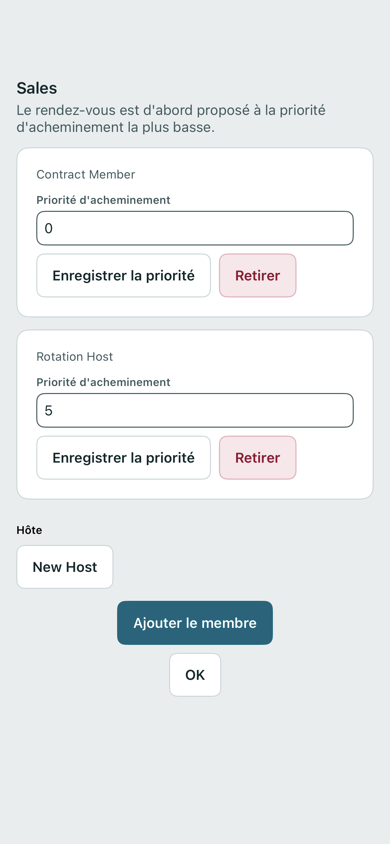 Sales
Le rendez-vous est d'abord proposé à la priorité
d'acheminement la plus basse.
Contract Member
Priorité d'acheminement
0
Enregistrer la priorité
Retirer
Rotation Host
Priorité d'acheminement
5
Enregistrer la priorité
Retirer
Hôte
New Host
Ajouter le membre
OK